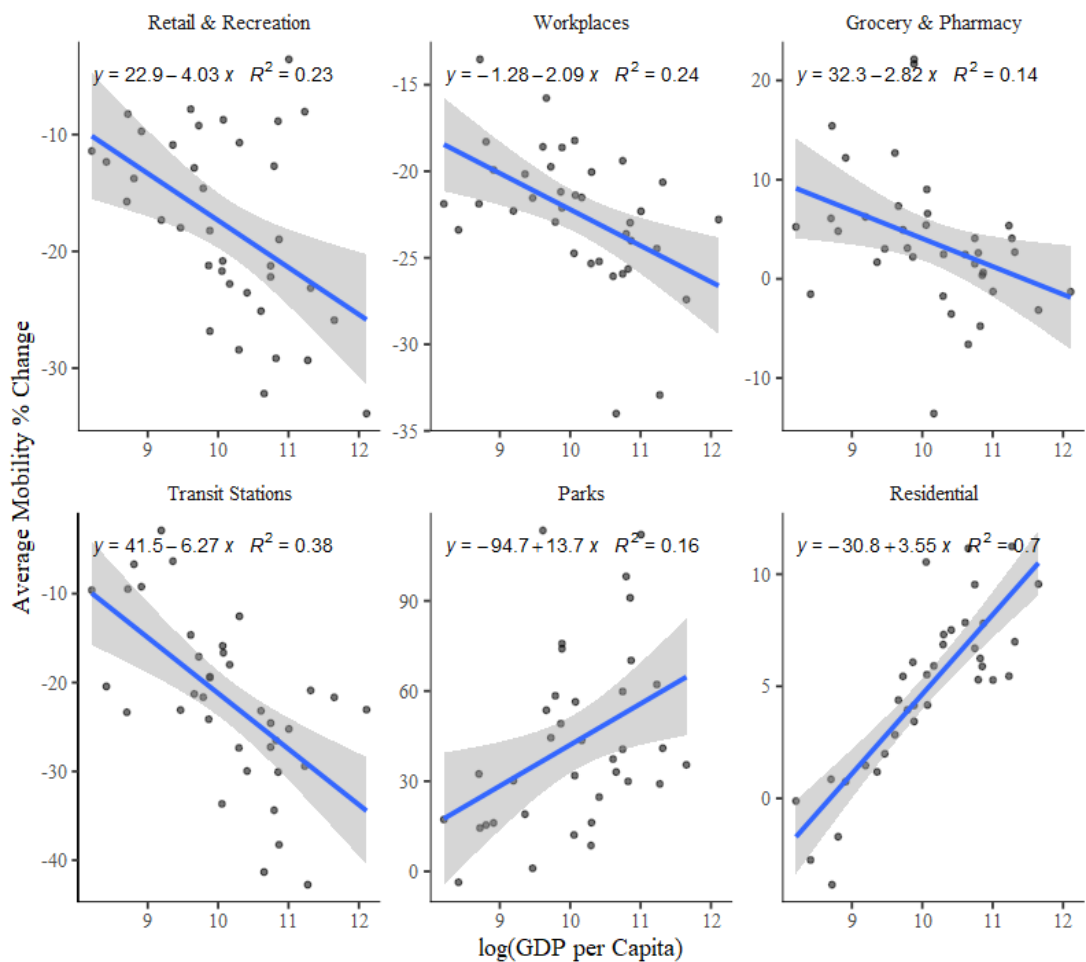 Retail & Recreation
Workplaces
Grocery & Pharmacy
y = 22.9 − 4.03 x R² = 0.23
y = −1.28 − 2.09 x R² = 0.24
y = 32.3 − 2.82 x R² = 0.14
-10
-20
-30
-15
-20
-25
-30
-35
20
10
0
-10
9 10 11 12
9 10 11 12
9 10 11 12
Average Mobility % Change
Transit Stations
Parks
Residential
y = 41.5 − 6.27 x R² = 0.38
y = −94.7 + 13.7 x R² = 0.16
y = −30.8 + 3.55 x R² = 0.7
-10
-20
-30
-40
90
60
30
0
10
5
0
9 10 11 12
9 10 11 12
9 10 11 12
log(GDP per Capita)